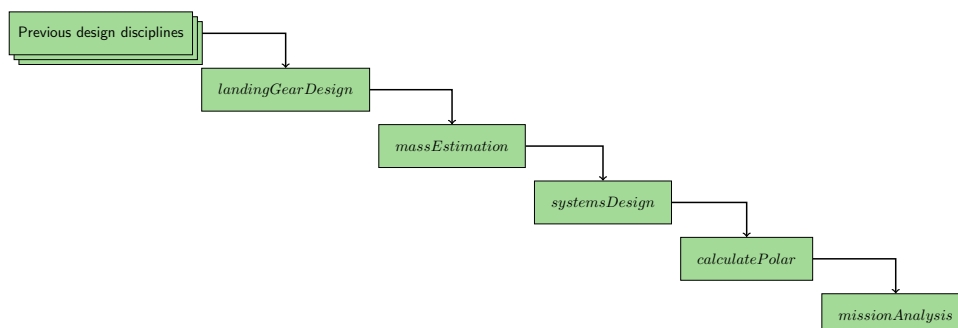 Previous design disciplines
landingGearDesign
massEstimation
systemsDesign
calculatePolar
missionAnalysis